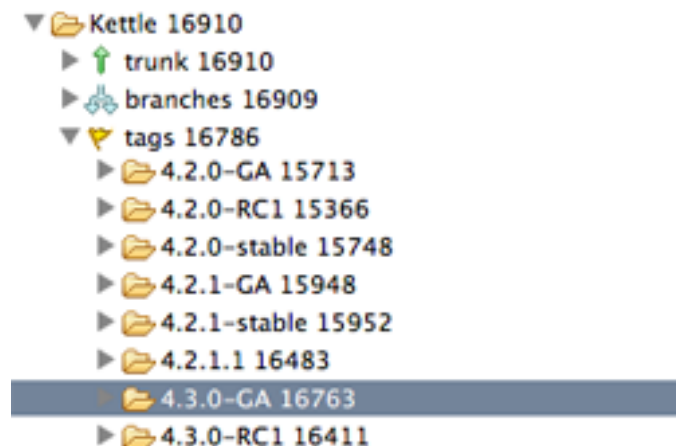 Kettle 16910
trunk 16910
branches 16909
tags 16786
4.2.0-GA 15713
4.2.0-RC1 15366
4.2.0-stable 15748
4.2.1-GA 15948
4.2.1-stable 15952
4.2.1.1 16483
4.3.0-GA 16763
4.3.0-RC1 16411